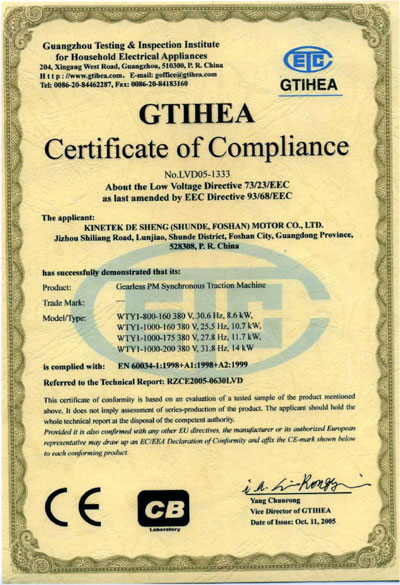 Guangzhou Testing & Inspection Institute
for Household Electrical Appliances
204, Xingang West Road, Guangzhou, 510300, P. R. China
Http://www.gtihea.com, E-mail: goffice@gtihea.com
Tel: 0086-20-84462287, Fax: 0086-20-84183160
ETC
GTIHEA
GTIHEA
Certificate of Compliance
No.LVD05-1333
About the Low Voltage Directive 73/23/EEC
as last amended by EEC Directive 93/68/EEC
The applicant:
KINETEK DE SHENG (SHUNDE, FOSHAN) MOTOR CO., LTD.
Jizhou Shiliang Road, Lunjiao, Shunde District, Foshan City, Guangdong Province,
528308, P. R. China
has successfully demonstrated that its:
Product: Gearless PM Synchronous Traction Machine
Trade Mark: —
Model/Type: WTY1-800-160 380 V, 30.6 Hz, 8.6 kW,
WTY1-1000-160 380 V, 25.5 Hz, 10.7 kW,
WTY1-1000-175 380 V, 27.8 Hz, 11.7 kW,
WTY1-1000-200 380 V, 31.8 Hz, 14 kW
is complied with: EN 60034-1:1998+A1:1998+A2:1999
Referred to the Technical Report: RZCE2005-0630LVD
This certificate of conformity is based on an evaluation of a tested sample of the product mentioned
above. It does not imply assessment of series-production of the product. The applicant should hold the
whole technical report at the disposal of the competent authority.
Provided it is also conformed with any other EU directives, the manufacturer or its authorized European
representative may draw up an EC/EEA Declaration of Conformity and affix the CE-mark shown below
to each conforming product.
CE
CB
Laboratory
Yang Chunrong
Vice Director of GTIHEA
Date of Issue: Oct. 11, 2005